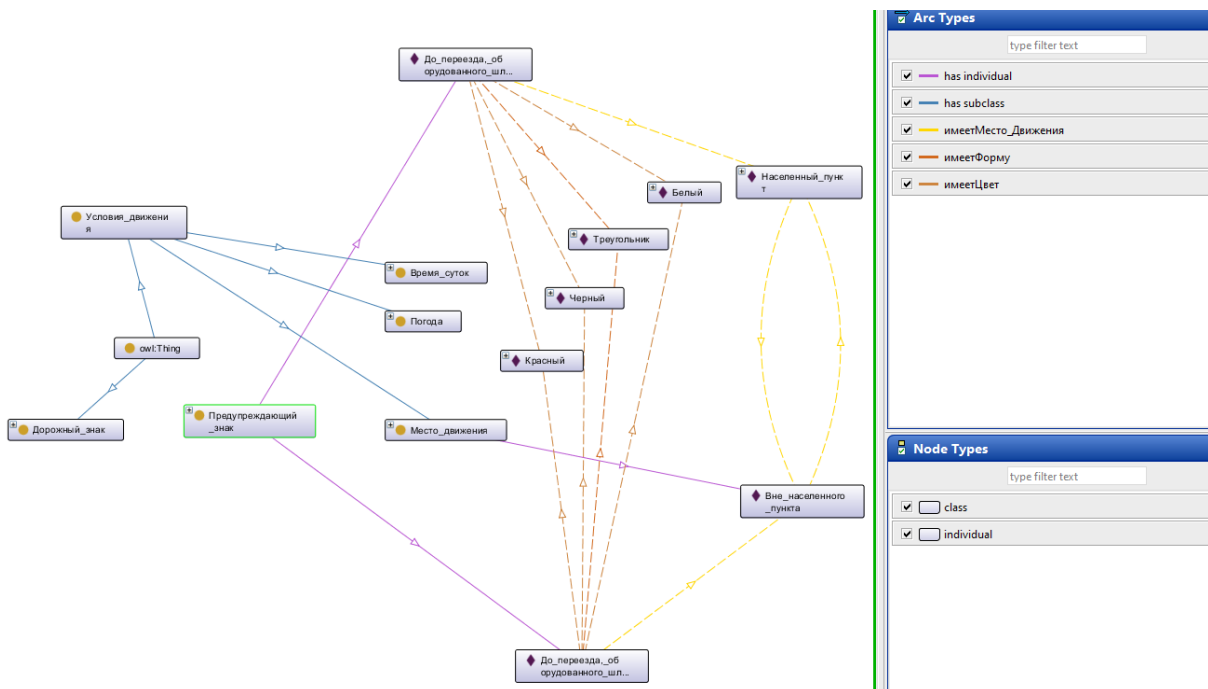 До_переезда,_об
орудованного_шл...
Населенный_пунк
т
Белый
Условия_движени
я
Треугольник
Время_суток
Черный
Погода
owl:Thing
Красный
Предупреждающий
_знак
Дорожный_знак
Место_движения
Вне_населенного
_пункта
До_переезда,_об
орудованного_шл...
Arc Types
type filter text
has individual
has subclass
имеетМесто_Движения
имеетФорму
имеетЦвет
Node Types
type filter text
class
individual